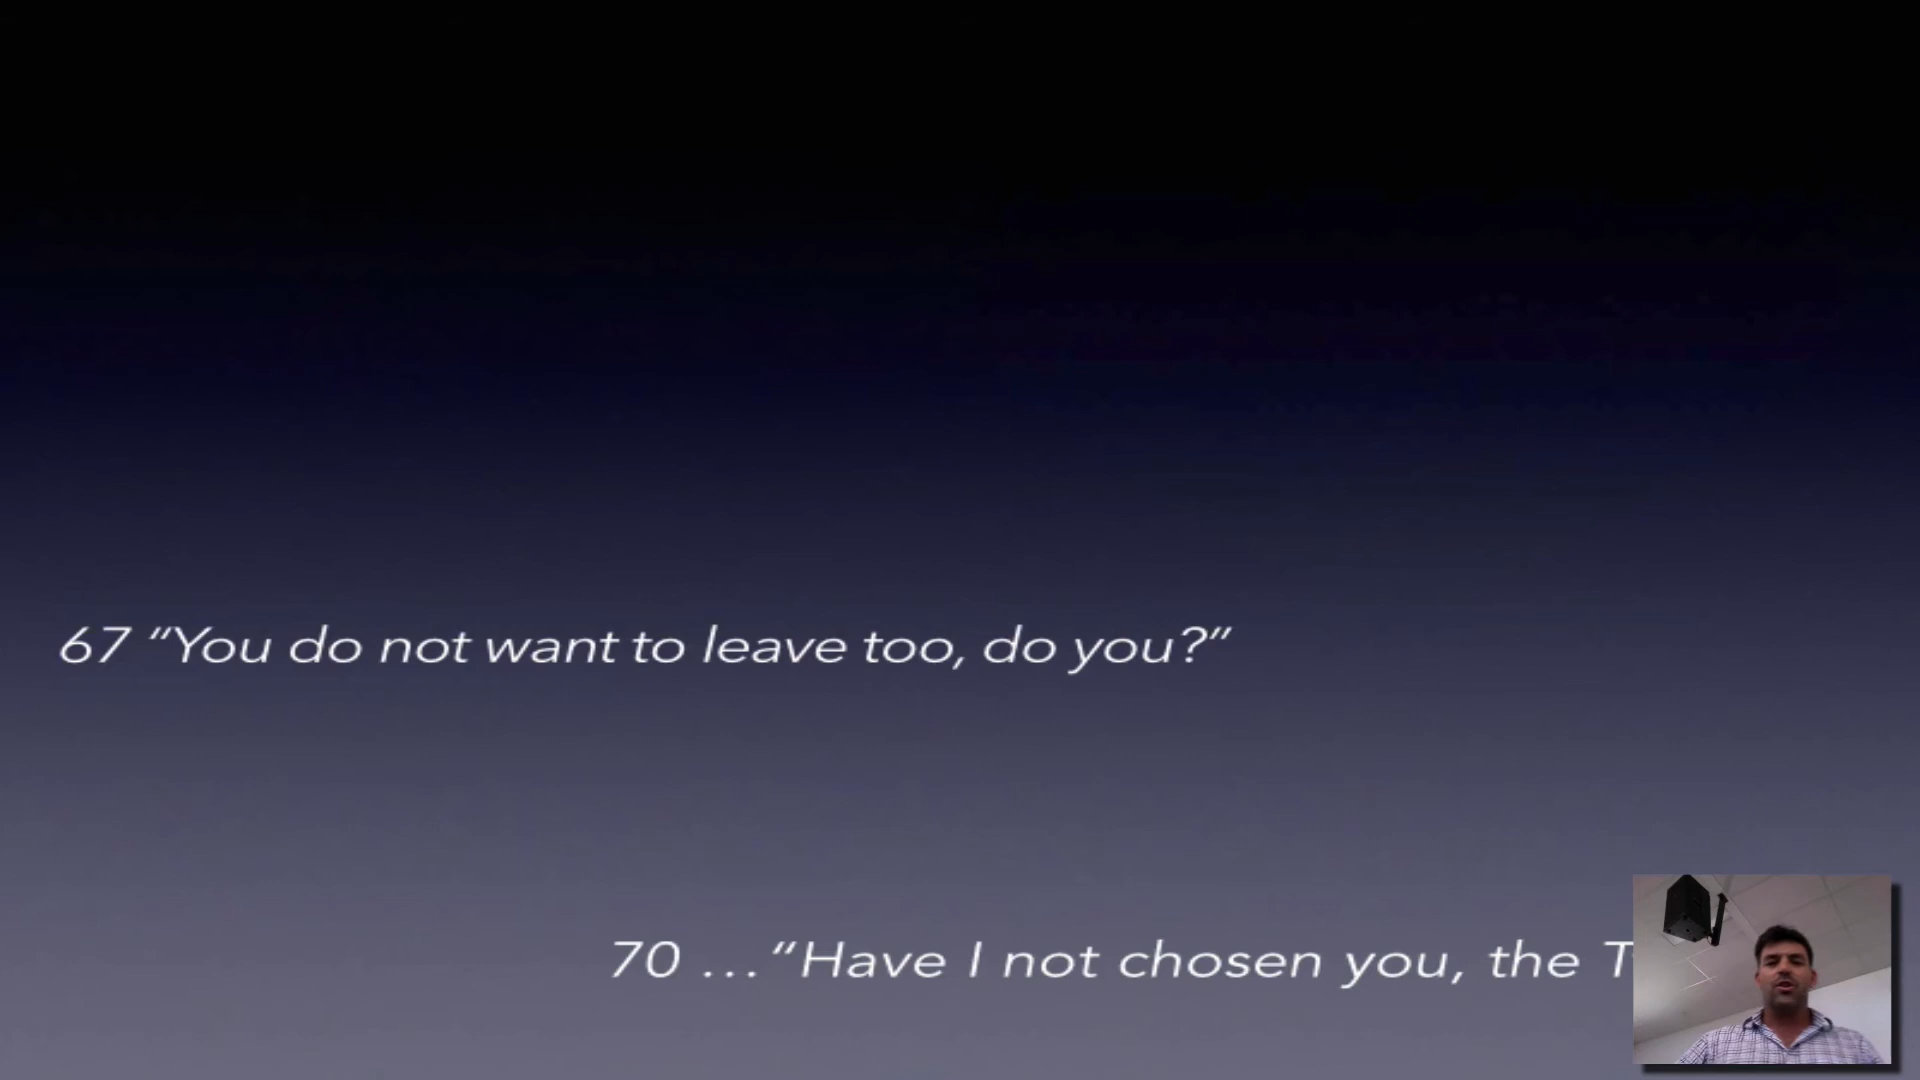 67 “You do not want to leave too, do you?”
70 …“Have I not chosen you, the